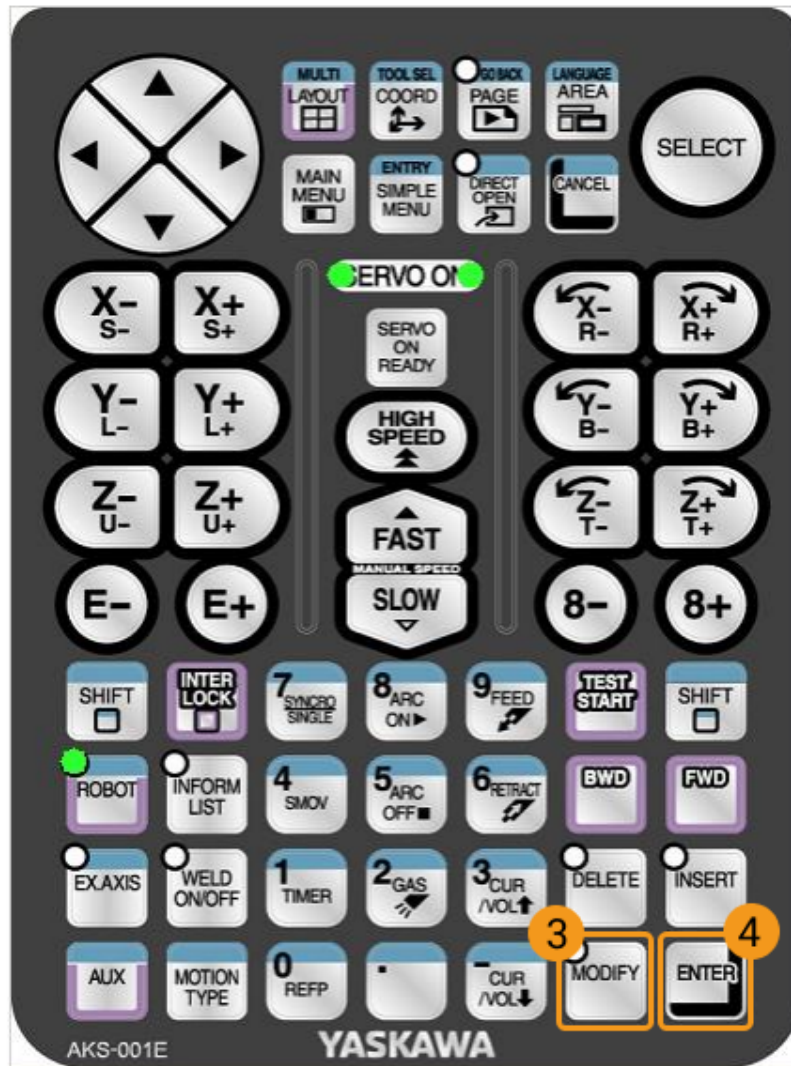 MULTI
LAYOUT
TOOL SEL
COORD
GO BACK
PAGE
LANGUAGE
AREA
SELECT
MAIN
MENU
ENTRY
SIMPLE
MENU
DIRECT
OPEN
CANCEL
SERVO ON
X-
S-
X+
S+
SERVO
ON
READY
X-
R-
X+
R+
Y-
L-
Y+
L+
HIGH
SPEED
Y-
B-
Y+
B+
Z-
U-
Z+
U+
FAST
MANUAL SPEED
SLOW
Z-
T-
Z+
T+
E-
E+
8-
8+
SHIFT
INTER
LOCK
7
SYNCRO
SINGLE
8 ARC
ON
9 FEED
TEST
START
SHIFT
ROBOT
INFORM
LIST
4
SMOV
5 ARC
OFF
6 RETRACT
BWD
FWD
EX.AXIS
WELD
ON/OFF
1
TIMER
2 GAS
3 CUR
/VOL
DELETE
INSERT
3
4
AUX
MOTION
TYPE
0
REFP
.
- CUR
/VOL
MODIFY
ENTER
AKS-001E
YASKAWA